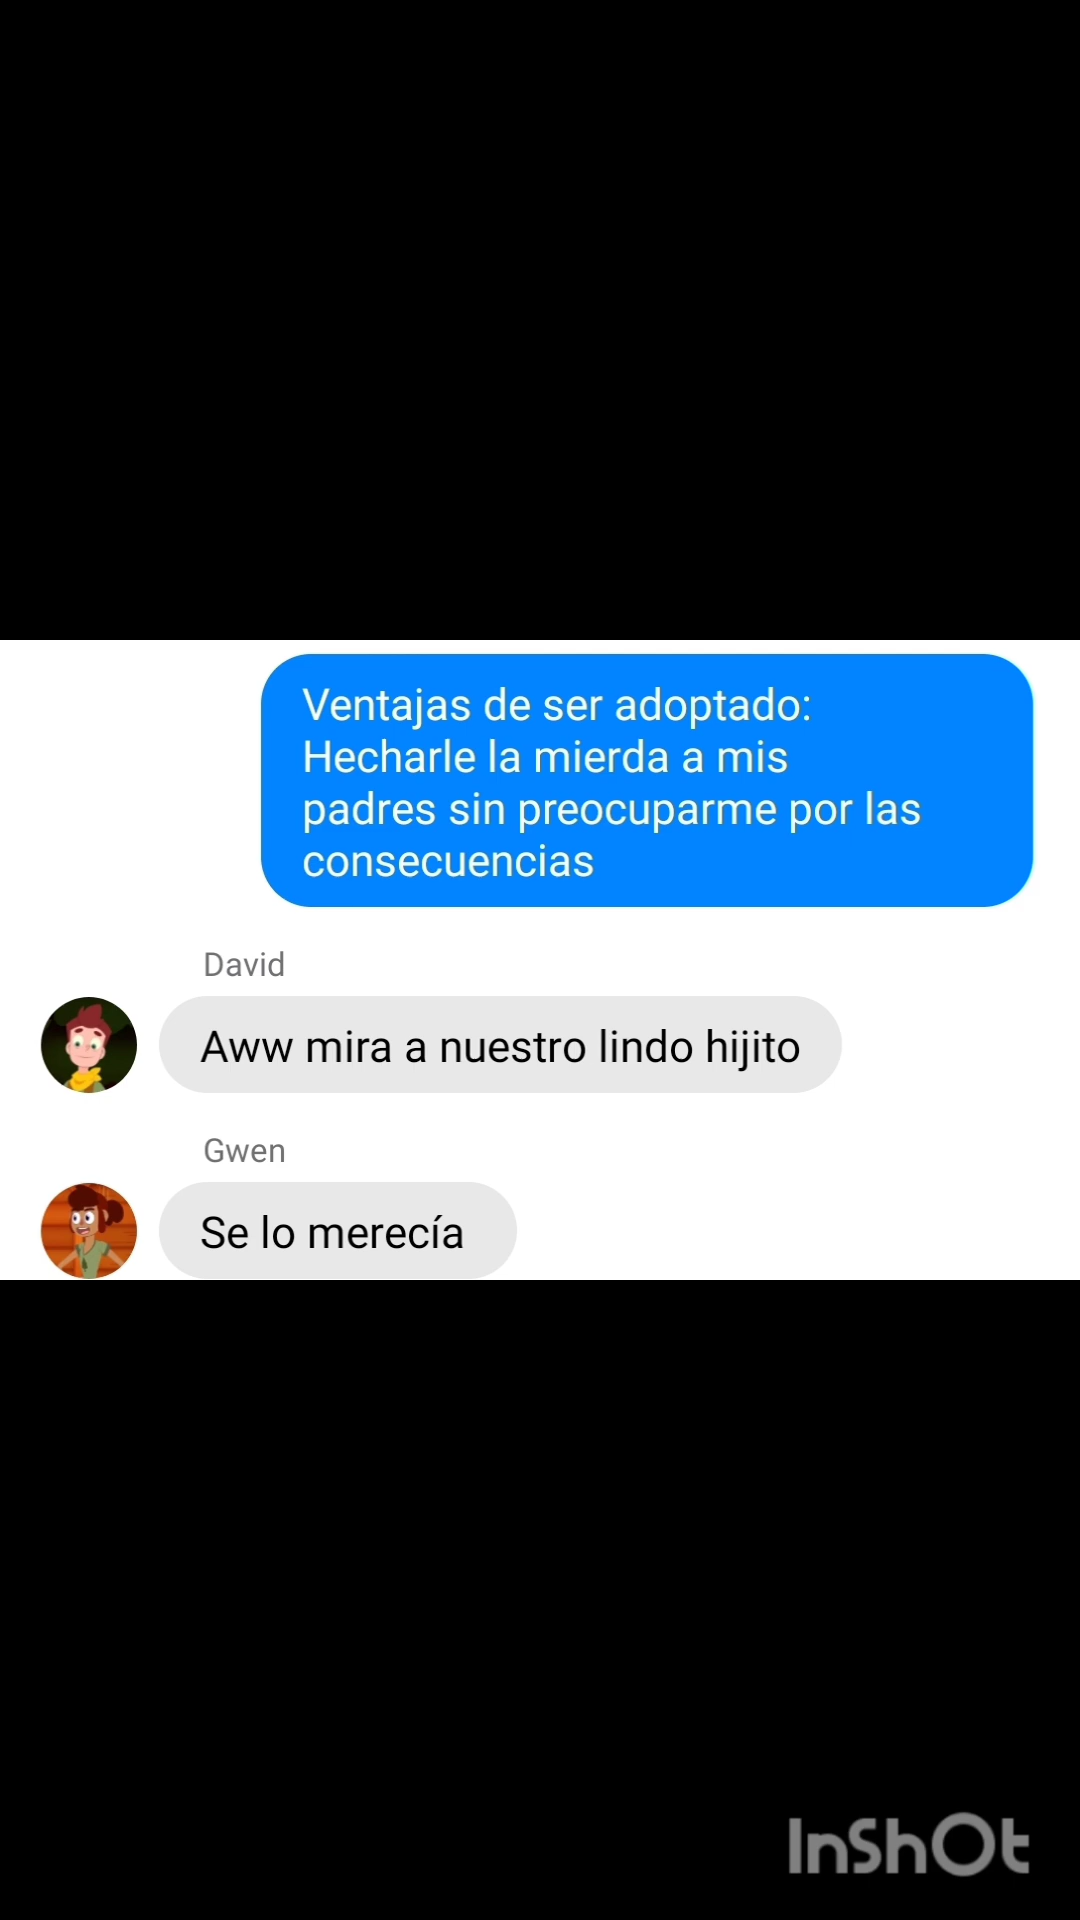 Ventajas de ser adoptado:
Hecharle la mierda a mis
padres sin preocuparme por las
consecuencias
David
Aww mira a nuestro lindo hijito
Gwen
Se lo merecía
InShOt